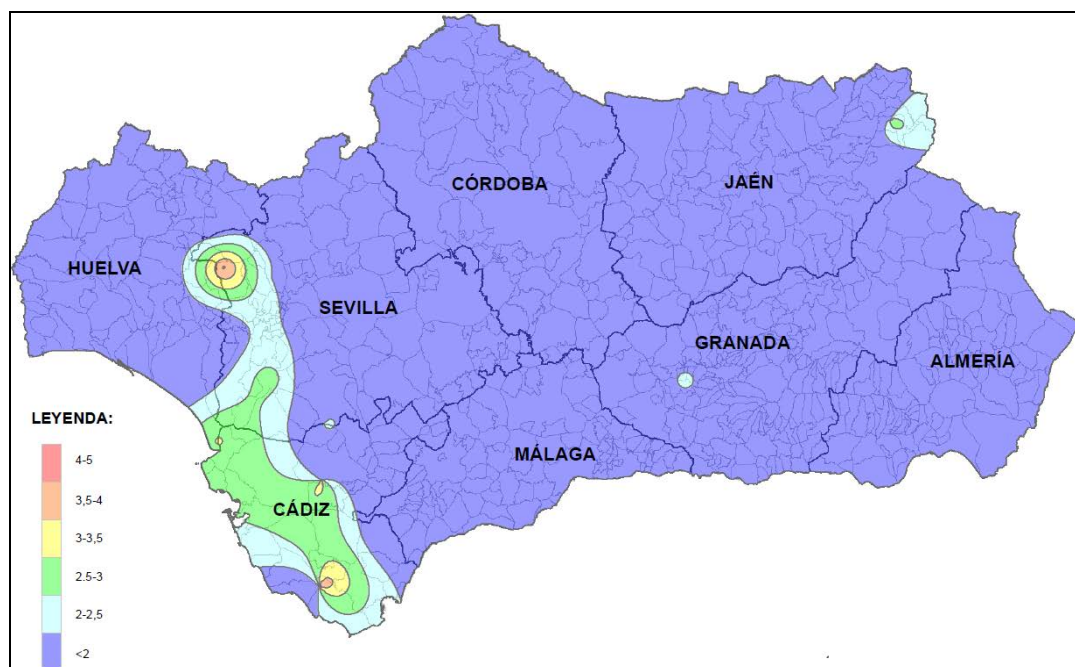 CÓRDOBA
JAÉN
HUELVA
SEVILLA
GRANADA
ALMERÍA
MÁLAGA
CÁDIZ
LEYENDA:
4-5
3,5-4
3-3,5
2.5-3
2-2,5
<2